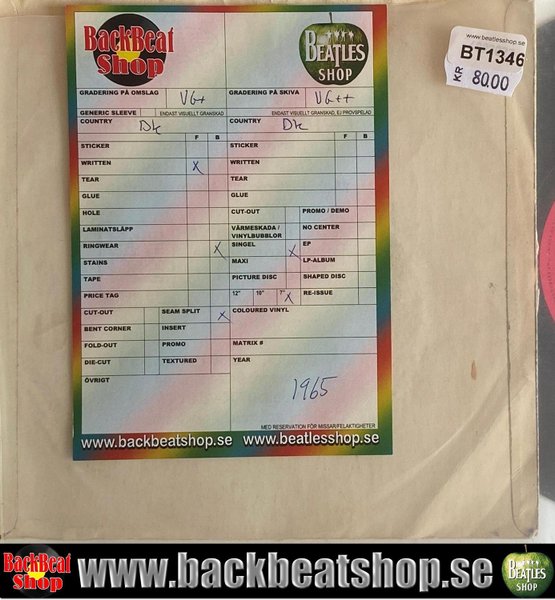 BackBeat
Shop
BEATLES
SHOP
www.beatlesshop.se
BT1346
KR 80.00
GRADERING PÅ OMSLAG VG+
GRADERING PÅ SKIVA VG++
GENERIC SLEEVE
ENDAST VISUELLT GRANSKAD
ENDAST VISUELLT GRANSKAD, EJ PROVSPELAD
COUNTRY Dk
COUNTRY Dk
F B
F B
STICKER
STICKER
WRITTEN X
WRITTEN
TEAR
TEAR
GLUE
GLUE
HOLE
CUT-OUT
PROMO / DEMO
LAMINATSLÄPP
VÄRMESKADA /
VINYLBUBBLOR
NO CENTER
RINGWEAR X
SINGEL X
EP
STAINS
MAXI
LP-ALBUM
TAPE
PICTURE DISC
SHAPED DISC
PRICE TAG
12" 10" 7" X
RE-ISSUE
CUT-OUT
SEAM SPLIT X
COLOURED VINYL
BENT CORNER
INSERT
FOLD-OUT
PROMO
MATRIX #
DIE-CUT
TEXTURED
YEAR
ÖVRIGT
1965
MED RESERVATION FÖR MISSAR/FELAKTIGHETER
www.backbeatshop.se www.beatlesshop.se
BackBeat
Shop
www.backbeatshop.se
BEATLES
SHOP